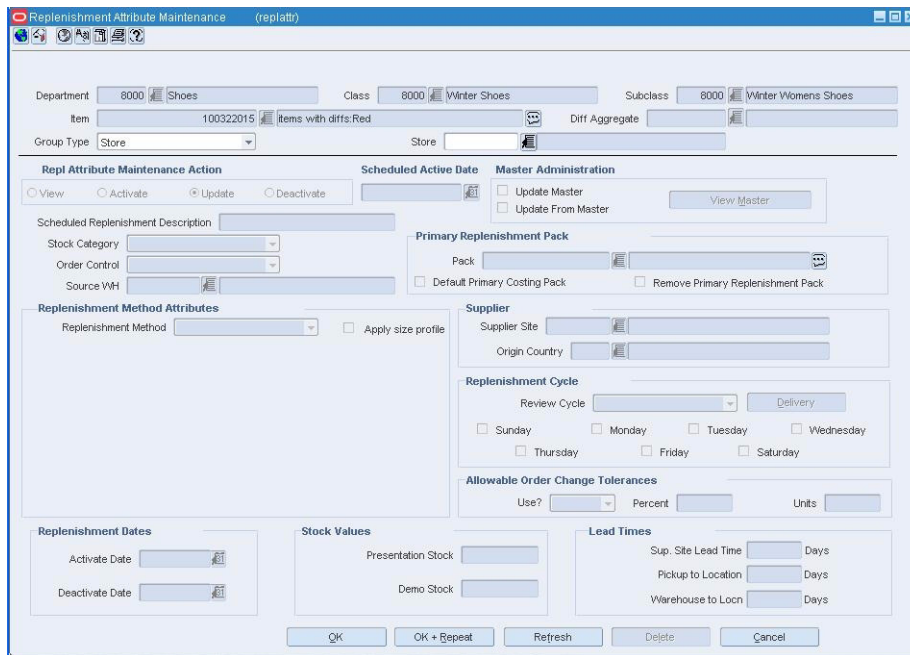 Replenishment Attribute Maintenance (replattr)
Department 8000 Shoes Class 8000 Winter Shoes Subclass 8000 Winter Womens Shoes
Item 100322015 items with diffs:Red Diff Aggregate
Group Type Store Store
Repl Attribute Maintenance Action Scheduled Active Date Master Administration
View Activate Update Deactivate Update Master View Master
Update From Master
Scheduled Replenishment Description
Stock Category Primary Replenishment Pack
Order Control Pack
Source WH Default Primary Costing Pack Remove Primary Replenishment Pack
Replenishment Method Attributes Supplier
Replenishment Method Apply size profile Supplier Site
Origin Country
Replenishment Cycle
Review Cycle Delivery
Sunday Monday Tuesday Wednesday
Thursday Friday Saturday
Allowable Order Change Tolerances
Use? Percent Units
Replenishment Dates Stock Values Lead Times
Activate Date Presentation Stock Sup. Site Lead Time Days
Pickup to Location Days
Deactivate Date Demo Stock Warehouse to Locn Days
OK OK + Repeat Refresh Delete Cancel